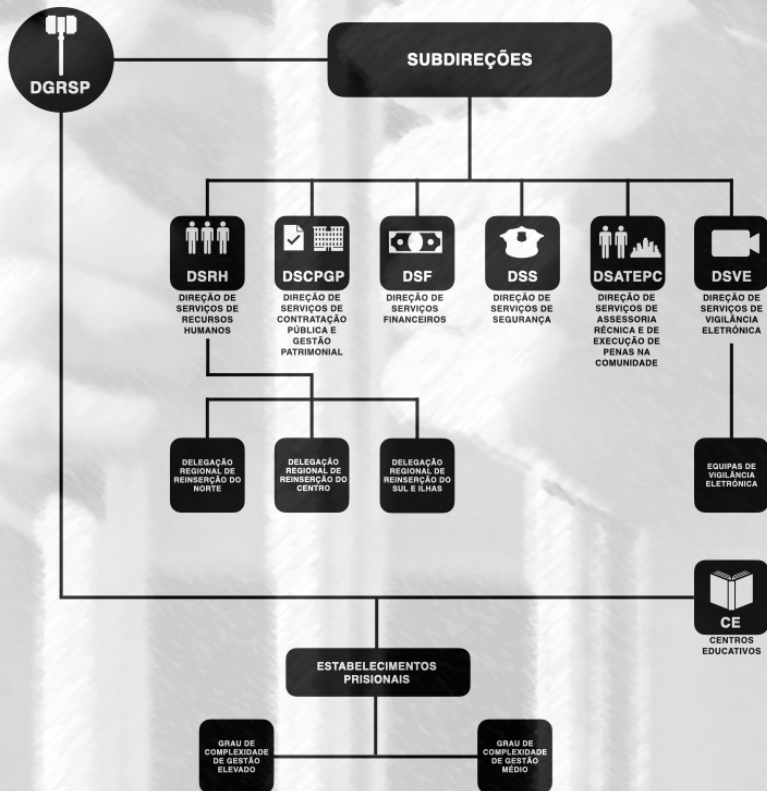 DGRSP
SUBDIREÇÕES
DSRH
DIREÇÃO DE
SERVIÇOS DE
RECURSOS
HUMANOS
DSCPGP
DIREÇÃO DE
SERVIÇOS DE
CONTRATAÇÃO
PÚBLICA E
GESTÃO
PATRIMONIAL
DSF
DIREÇÃO DE
SERVIÇOS
FINANCEIROS
DSS
DIREÇÃO DE
SERVIÇOS DE
SEGURANÇA
DSATEPC
DIREÇÃO DE
SERVIÇOS DE
ASSESSORIA
RÉCNICA E DE
EXECUÇÃO DE
PENAS NA
COMUNIDADE
DSVE
DIREÇÃO DE
SERVIÇOS DE
VIGILÂNCIA
ELETRÓNICA
DELEGAÇÃO
REGIONAL DE
REINSERÇÃO DO
NORTE
DELEGAÇÃO
REGIONAL DE
REINSERÇÃO DO
CENTRO
DELEGAÇÃO
REGIONAL DE
REINSERÇÃO DO
SUL E ILHAS
EQUIPAS DE
VIGILÂNCIA
ELETRÓNICA
CE
CENTROS
EDUCATIVOS
ESTABELECIMENTOS
PRISIONAIS
GRAU DE
COMPLEXIDADE
DE GESTÃO
ELEVADO
GRAU DE
COMPLEXIDADE
DE GESTÃO
MÉDIO